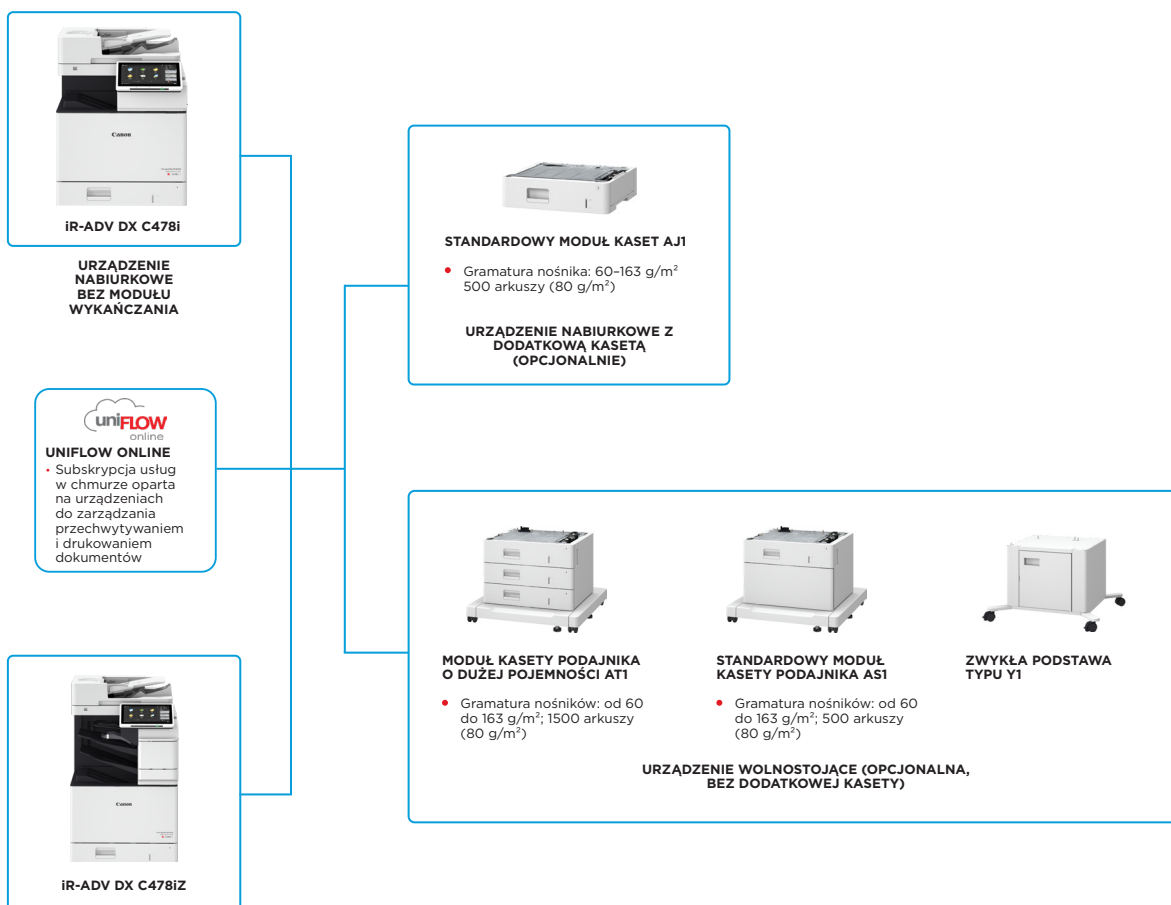 Canon
iR-ADV DX C478i
URZĄDZENIE
NABIURKOWE
BEZ MODUŁU
WYKAŃCZANIA
STANDARDOWY MODUŁ KASET AJ1
• Gramatura nośnika: 60–163 g/m²
500 arkuszy (80 g/m²)
URZĄDZENIE NABIURKOWE Z
DODATKOWĄ KASETĄ
(OPCJONALNIE)
uniFLOW
online
UNIFLOW ONLINE
• Subskrypcja usług
w chmurze oparta
na urządzeniach
do zarządzania
przechwytywaniem
i drukowaniem
dokumentów
MODUŁ KASETY PODAJNIKA
O DUŻEJ POJEMNOŚCI AT1
• Gramatura nośników: od 60
do 163 g/m²; 1500 arkuszy
(80 g/m²)
STANDARDOWY MODUŁ
KASETY PODAJNIKA AS1
• Gramatura nośników: od 60
do 163 g/m²; 500 arkuszy
(80 g/m²)
ZWYKŁA PODSTAWA
TYPU Y1
URZĄDZENIE WOLNOSTOJĄCE (OPCJONALNA,
BEZ DODATKOWEJ KASETY)
Canon
iR-ADV DX C478iZ